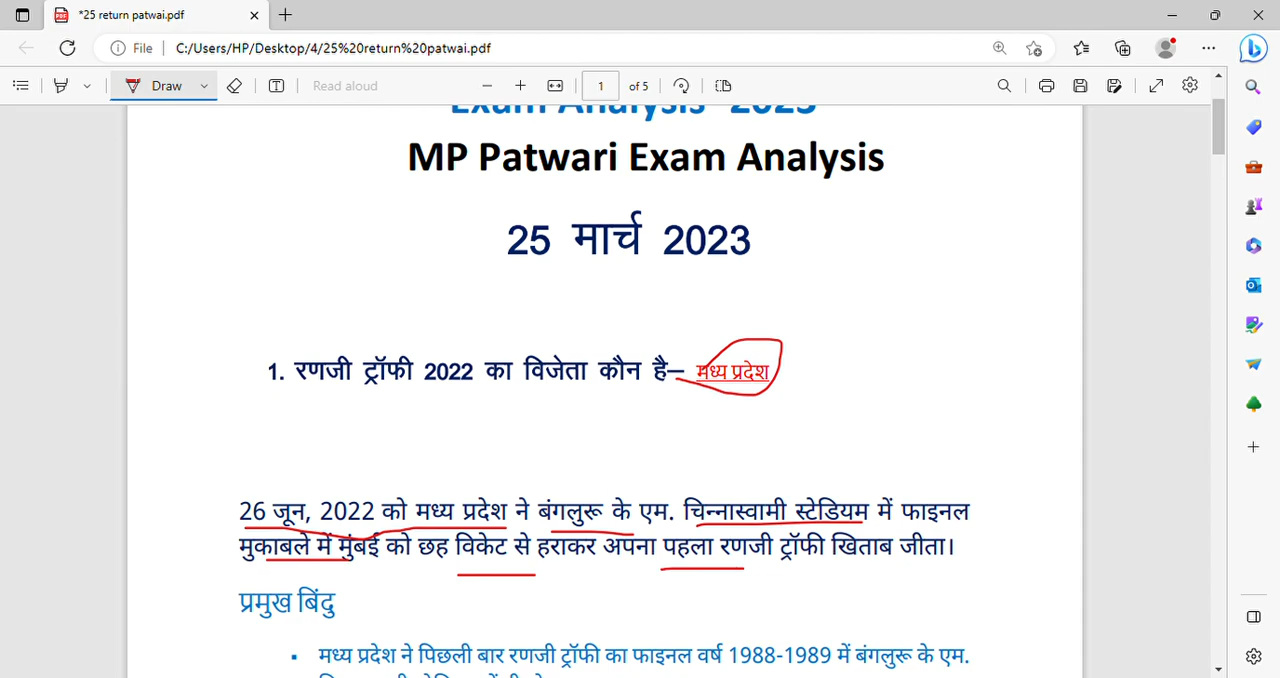 *25 return patwai.pdf
File
C:/Users/HP/Desktop/4/25%20return%20patwai.pdf
Draw
Read aloud
1
of 5
Exam Analysis 2023
MP Patwari Exam Analysis
25 मार्च 2023
1. रणजी ट्रॉफी 2022 का विजेता कौन है– मध्य प्रदेश
26 जून, 2022 को मध्य प्रदेश ने बंगलुरू के एम. चिन्नास्वामी स्टेडियम में फाइनल
मुकाबले में मुंबई को छह विकेट से हराकर अपना पहला रणजी ट्रॉफी खिताब जीता।
प्रमुख बिंदु
▪ मध्य प्रदेश ने पिछली बार रणजी ट्रॉफी का फाइनल वर्ष 1988-1989 में बंगलुरू के एम.